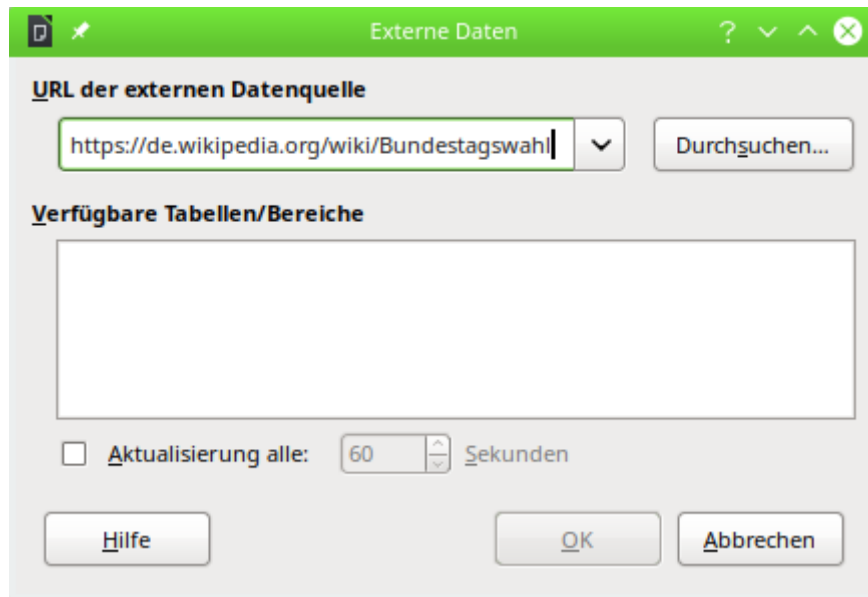 Externe Daten
URL der externen Datenquelle
https://de.wikipedia.org/wiki/Bundestagswahl
Durchsuchen...
Verfügbare Tabellen/Bereiche
Aktualisierung alle: 60 Sekunden
Hilfe OK Abbrechen